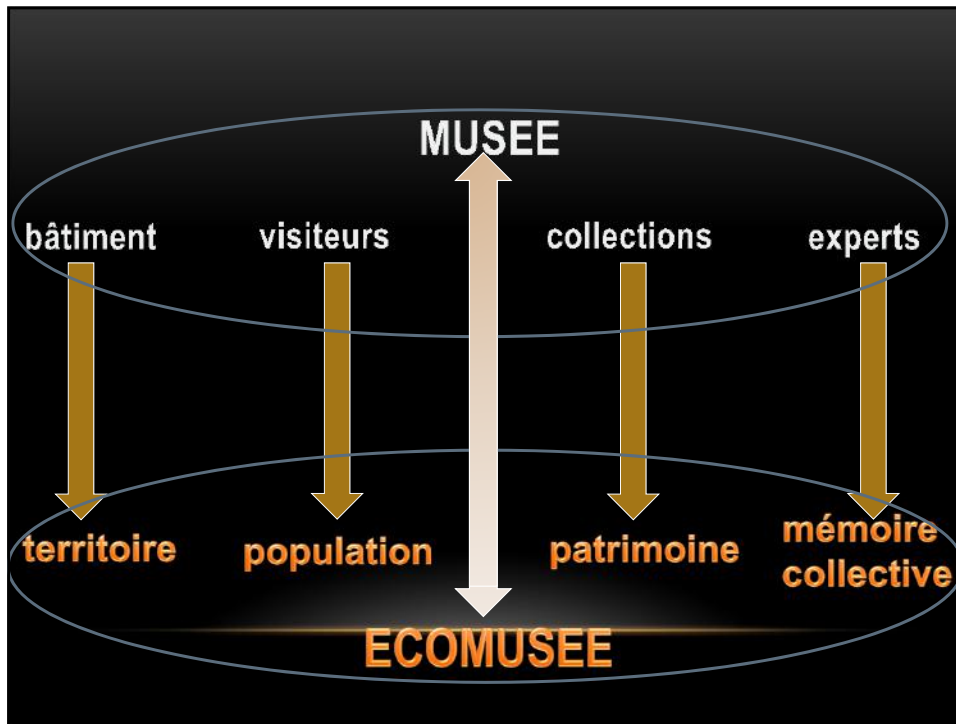 MUSEE
bâtiment visiteurs collections experts
territoire population patrimoine mémoire
collective
ECOMUSEE